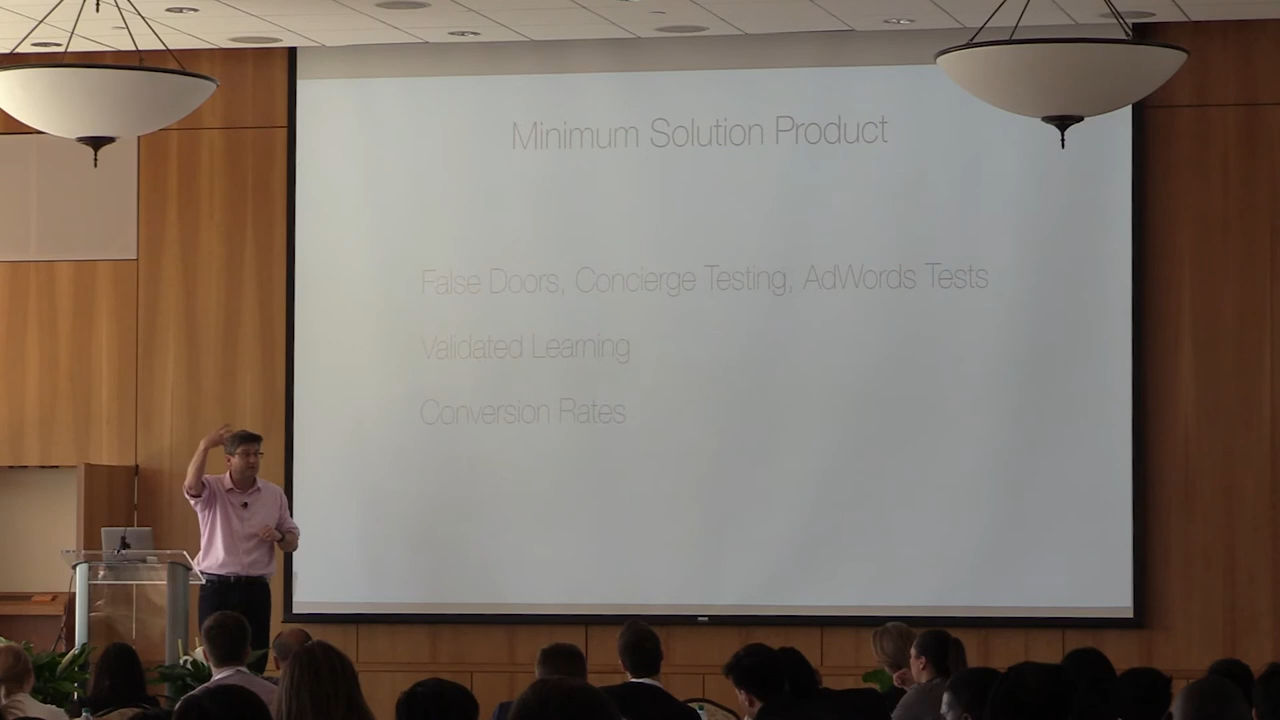 Minimum Solution Product
False Doors, Concierge Testing, AdWords Tests
Validated Learning
Conversion Rates